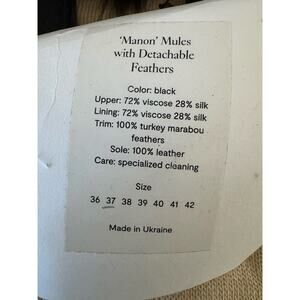 ‘Manon’ Mules
with Detachable
Feathers
Color: black
Upper: 72% viscose 28% silk
Lining: 72% viscose 28% silk
Trim: 100% turkey marabou
feathers
Sole: 100% leather
Care: specialized cleaning
Size
36 37 38 39 40 41 42
Made in Ukraine